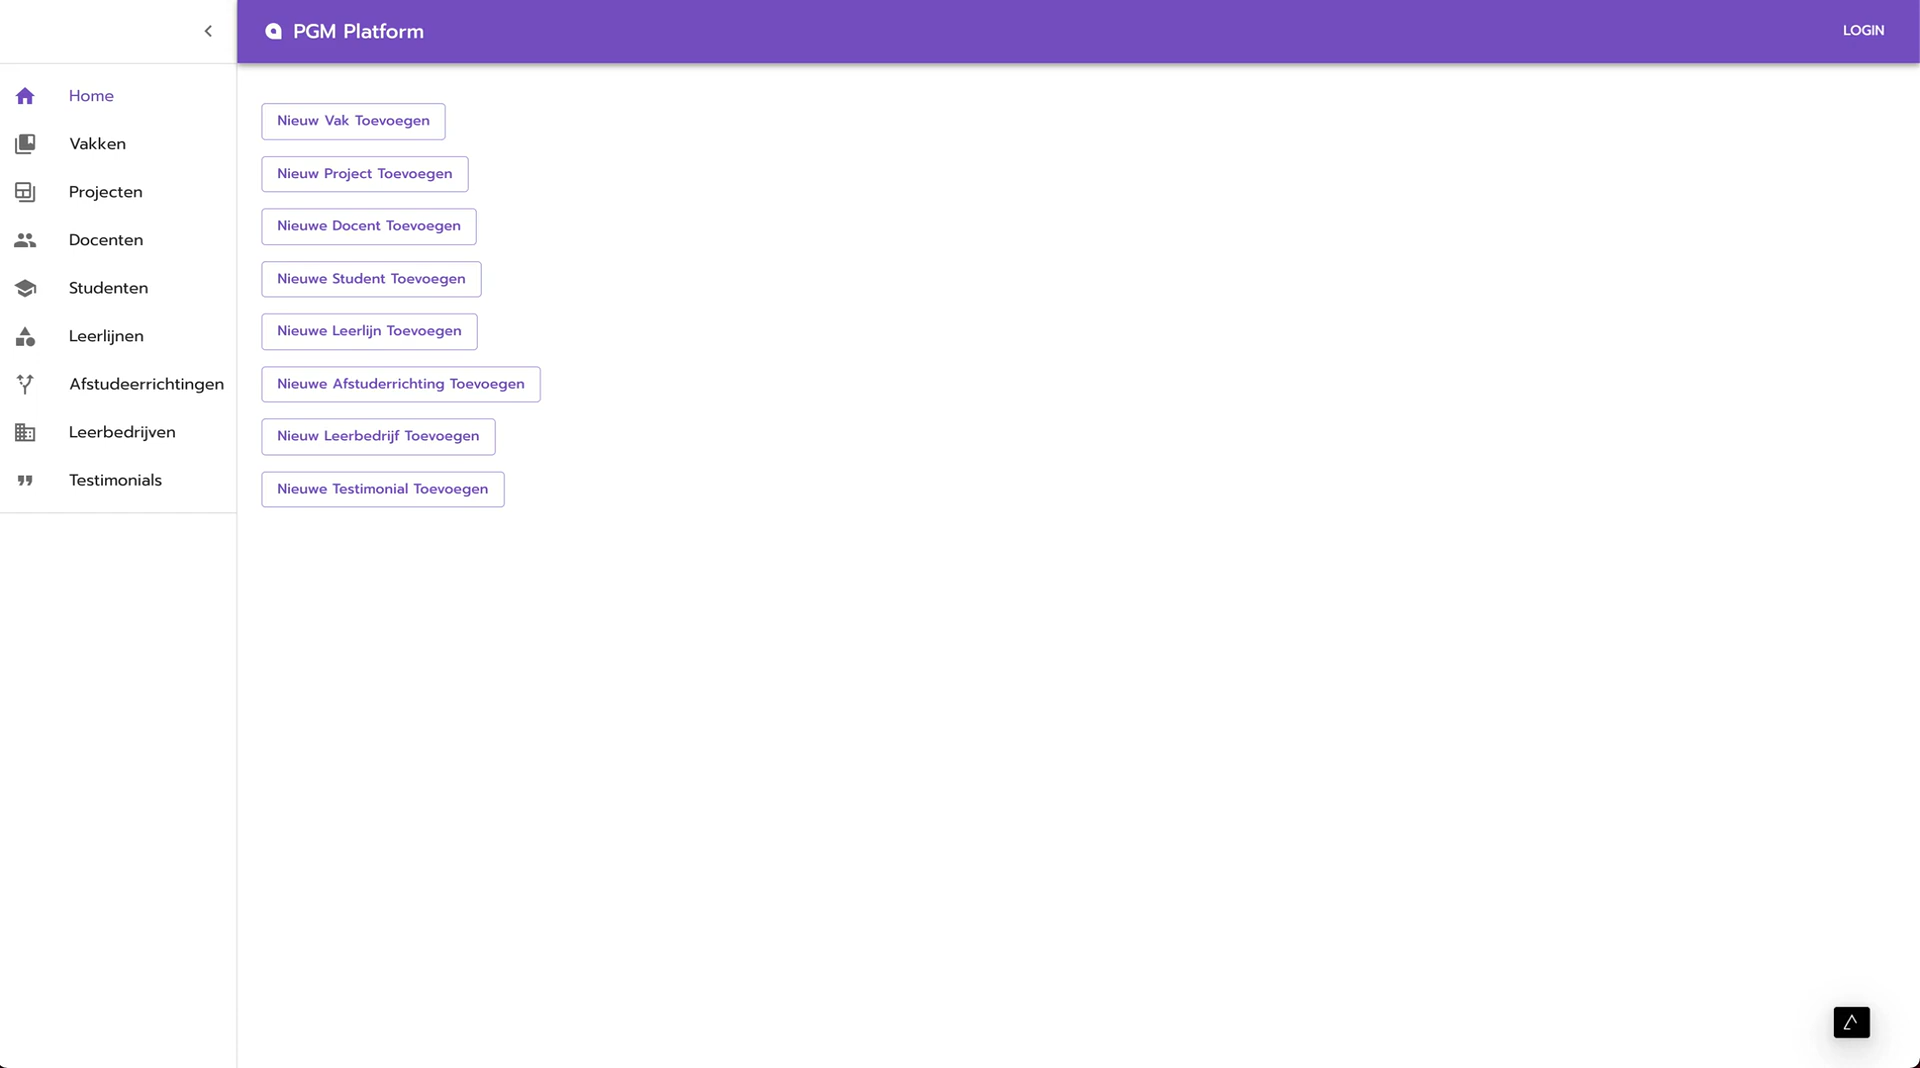 PGM Platform
LOGIN
Home
Vakken
Projecten
Docenten
Studenten
Leerlijnen
Afstudeerrichtingen
Leerbedrijven
Testimonials
Nieuw Vak Toevoegen
Nieuw Project Toevoegen
Nieuwe Docent Toevoegen
Nieuwe Student Toevoegen
Nieuwe Leerlijn Toevoegen
Nieuwe Afstuderrichting Toevoegen
Nieuw Leerbedrijf Toevoegen
Nieuwe Testimonial Toevoegen